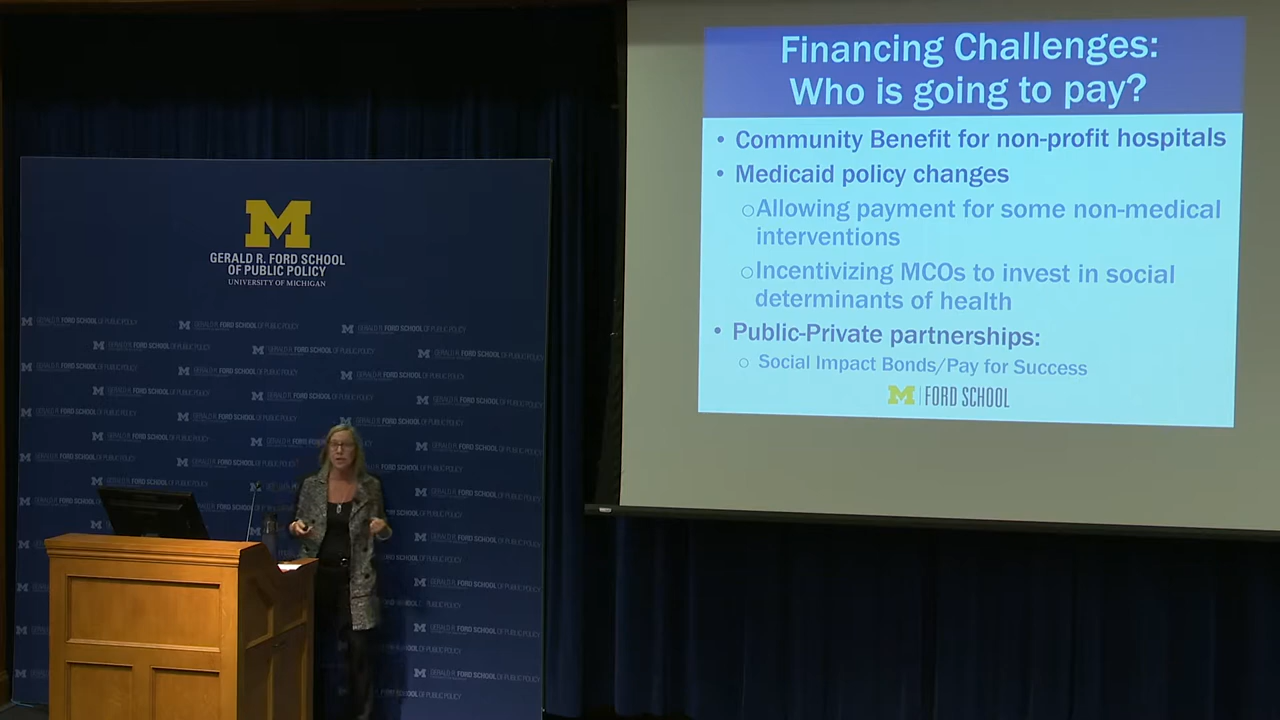 Financing Challenges:
Who is going to pay?
• Community Benefit for non-profit hospitals
• Medicaid policy changes
○Allowing payment for some non-medical
interventions
○Incentivizing MCOs to invest in social
determinants of health
• Public-Private partnerships:
○ Social Impact Bonds/Pay for Success
M | FORD SCHOOL
M
GERALD R. FORD SCHOOL
OF PUBLIC POLICY
UNIVERSITY OF MICHIGAN